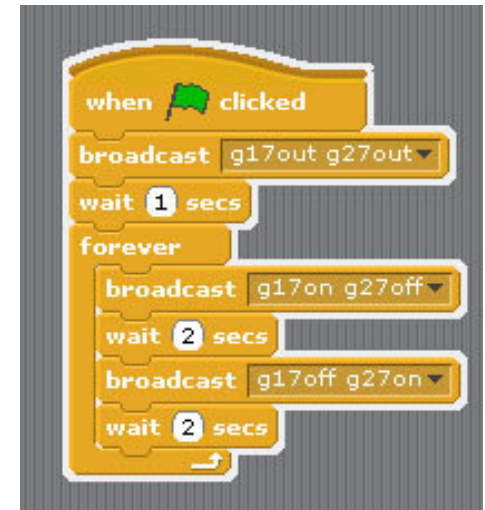 when clicked
broadcast g17out g27out
wait 1 secs
forever
broadcast g17on g27off
wait 2 secs
broadcast g17off g27on
wait 2 secs